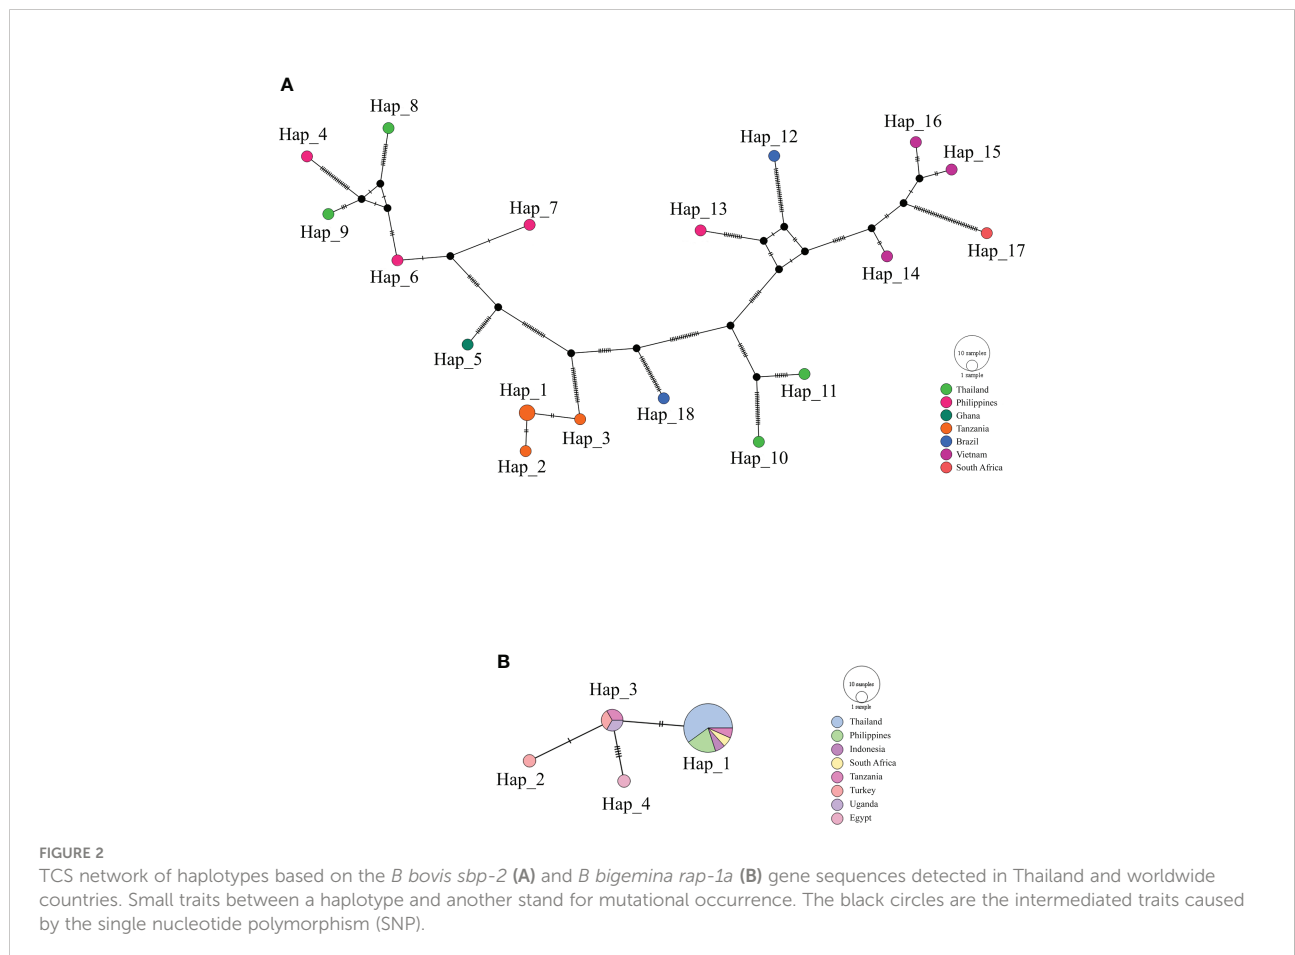 A
Hap_8
Hap_4
Hap_9
Hap_7
Hap_6
Hap_5
Hap_1
Hap_2
Hap_3
Hap_18
Hap_12
Hap_13
Hap_16
Hap_15
Hap_17
Hap_14
Hap_11
Hap_10
10 samples
1 sample
Thailand
Philippines
Ghana
Tanzania
Brazil
Vietnam
South Africa
B
Hap_3
Hap_2
Hap_4
Hap_1
10 samples
1 sample
Thailand
Philippines
Indonesia
South Africa
Tanzania
Turkey
Uganda
Egypt
FIGURE 2
TCS network of haplotypes based on the B bovis sbp-2 (A) and B bigemina rap-1a (B) gene sequences detected in Thailand and worldwide
countries. Small traits between a haplotype and another stand for mutational occurrence. The black circles are the intermediated traits caused
by the single nucleotide polymorphism (SNP).